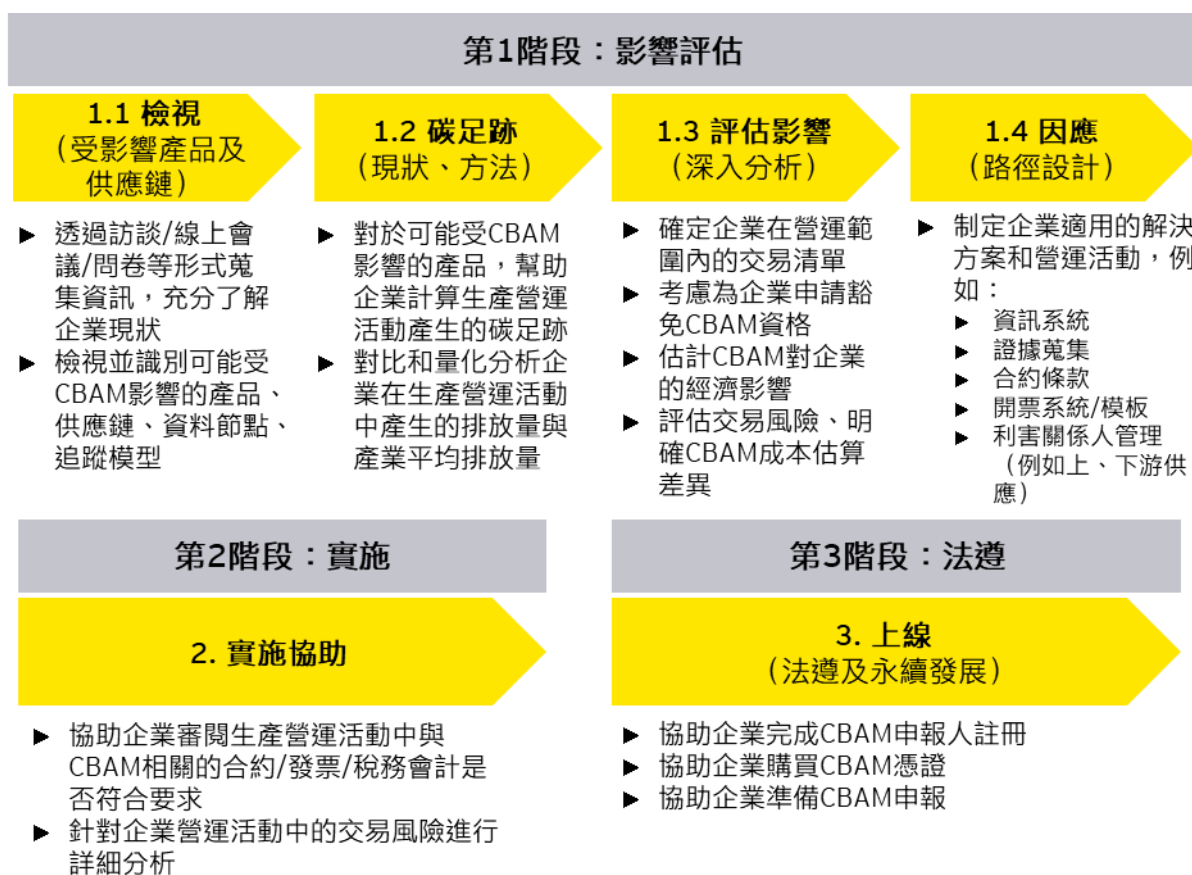 第1階段：影響評估
1.1 檢視
（受影響產品及
供應鏈）
▶ 透過訪談/線上會
議/問卷等形式蒐
集資訊，充分了解
企業現狀
▶ 檢視並識別可能受
CBAM影響的產品、
供應鏈、資料節點、
追蹤模型
1.2 碳足跡
（現狀、方法）
▶ 對於可能受CBAM
影響的產品，幫助
企業計算生產營運
活動產生的碳足跡
▶ 對比和量化分析企
業在生產營運活動
中產生的排放量與
產業平均排放量
1.3 評估影響
（深入分析）
▶ 確定企業在營運範
圍內的交易清單
▶ 考慮為企業申請豁
免CBAM資格
▶ 估計CBAM對企業
的經濟影響
▶ 評估交易風險、明
確CBAM成本估算
差異
1.4 因應
（路徑設計）
▶ 制定企業適用的解決
方案和營運活動，例
如：
▶ 資訊系統
▶ 證據蒐集
▶ 合約條款
▶ 開票系統/模板
▶ 利害關係人管理
（例如上、下游供
應）
第2階段：實施
2. 實施協助
▶ 協助企業審閱生產營運活動中與
CBAM相關的合約/發票/稅務會計是
否符合要求
▶ 針對企業營運活動中的交易風險進行
詳細分析
第3階段：法遵
3. 上線
（法遵及永續發展）
▶ 協助企業完成CBAM申報人註冊
▶ 協助企業購買CBAM憑證
▶ 協助企業準備CBAM申報